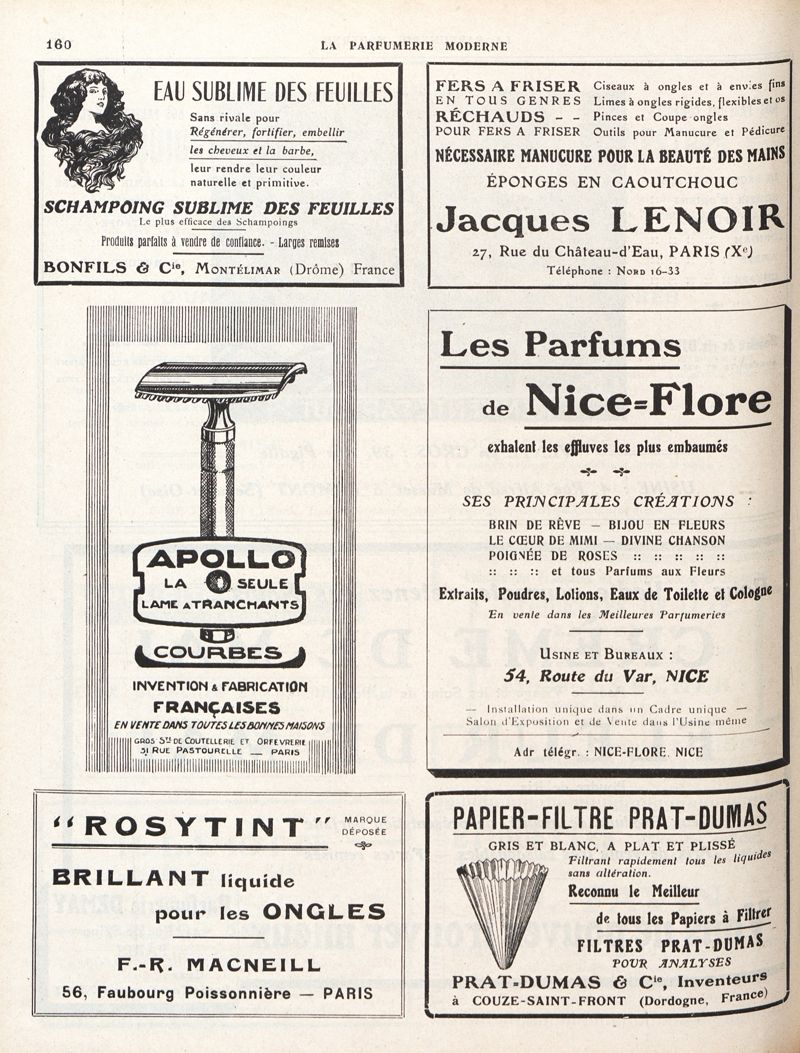 160
LA PARFUMERIE MODERNE
EAU SUBLIME DES FEUILLES
Sans rivale pour
Régénérer, fortifier, embellir
les cheveux et la barbe,
leur rendre leur couleur
naturelle et primitive.
SCHAMPOING SUBLIME DES FEUILLES
Le plus efficace des Schampoings
Produits parfaits à vendre de confiance. - Larges remises
BONFILS & Cie, MONTÉLIMAR (Drôme) France
FERS A FRISER
EN TOUS GENRES
RÉCHAUDS - -
POUR FERS A FRISER
Ciseaux à ongles et à envies fins
Limes à ongles rigides, flexibles et os
Pinces et Coupe ongles
Outils pour Manucure et Pédicure
NÉCESSAIRE MANUCURE POUR LA BEAUTÉ DES MAINS
ÉPONGES EN CAOUTCHOUC
Jacques LENOIR
27, Rue du Château-d'Eau, PARIS (Xe)
Téléphone : NORD 16-33
APOLLO
LA SEULE
LAME A TRANCHANTS
COURBES
INVENTION & FABRICATION
FRANÇAISES
EN VENTE DANS TOUTES LES BONNES MAISONS
GROS STÉ DE COUTELLERIE ET ORFEVRERIE
31 RUE PASTOURELLE — PARIS
Les Parfums
de Nice=Flore
exhalent les effluves les plus embaumés
SES PRINCIPALES CRÉATIONS :
BRIN DE RÊVE — BIJOU EN FLEURS
LE CŒUR DE MIMI — DIVINE CHANSON
POIGNÉE DE ROSES :: :: :: :: ::
:: :: :: et tous Parfums aux Fleurs
Extraits, Poudres, Lotions, Eaux de Toilette et Cologne
En vente dans les Meilleures Parfumeries
USINE ET BUREAUX :
54, Route du Var, NICE
— Installation unique dans un Cadre unique —
Salon d'Exposition et de Vente dans l'Usine même
Adr télégr. : NICE-FLORE. NICE
"ROSYTINT"
MARQUE
DÉPOSÉE
BRILLANT liquide
pour les ONGLES
F.-R. MACNEILL
56, Faubourg Poissonnière — PARIS
PAPIER-FILTRE PRAT-DUMAS
GRIS ET BLANC, A PLAT ET PLISSÉ
Filtrant rapidement tous les liquides
sans altération.
Reconnu le Meilleur
de tous les Papiers à Filtrer
FILTRES PRAT-DUMAS
POUR ANALYSES
PRAT-DUMAS & Cie, Inventeurs
à COUZE-SAINT-FRONT (Dordogne, France)